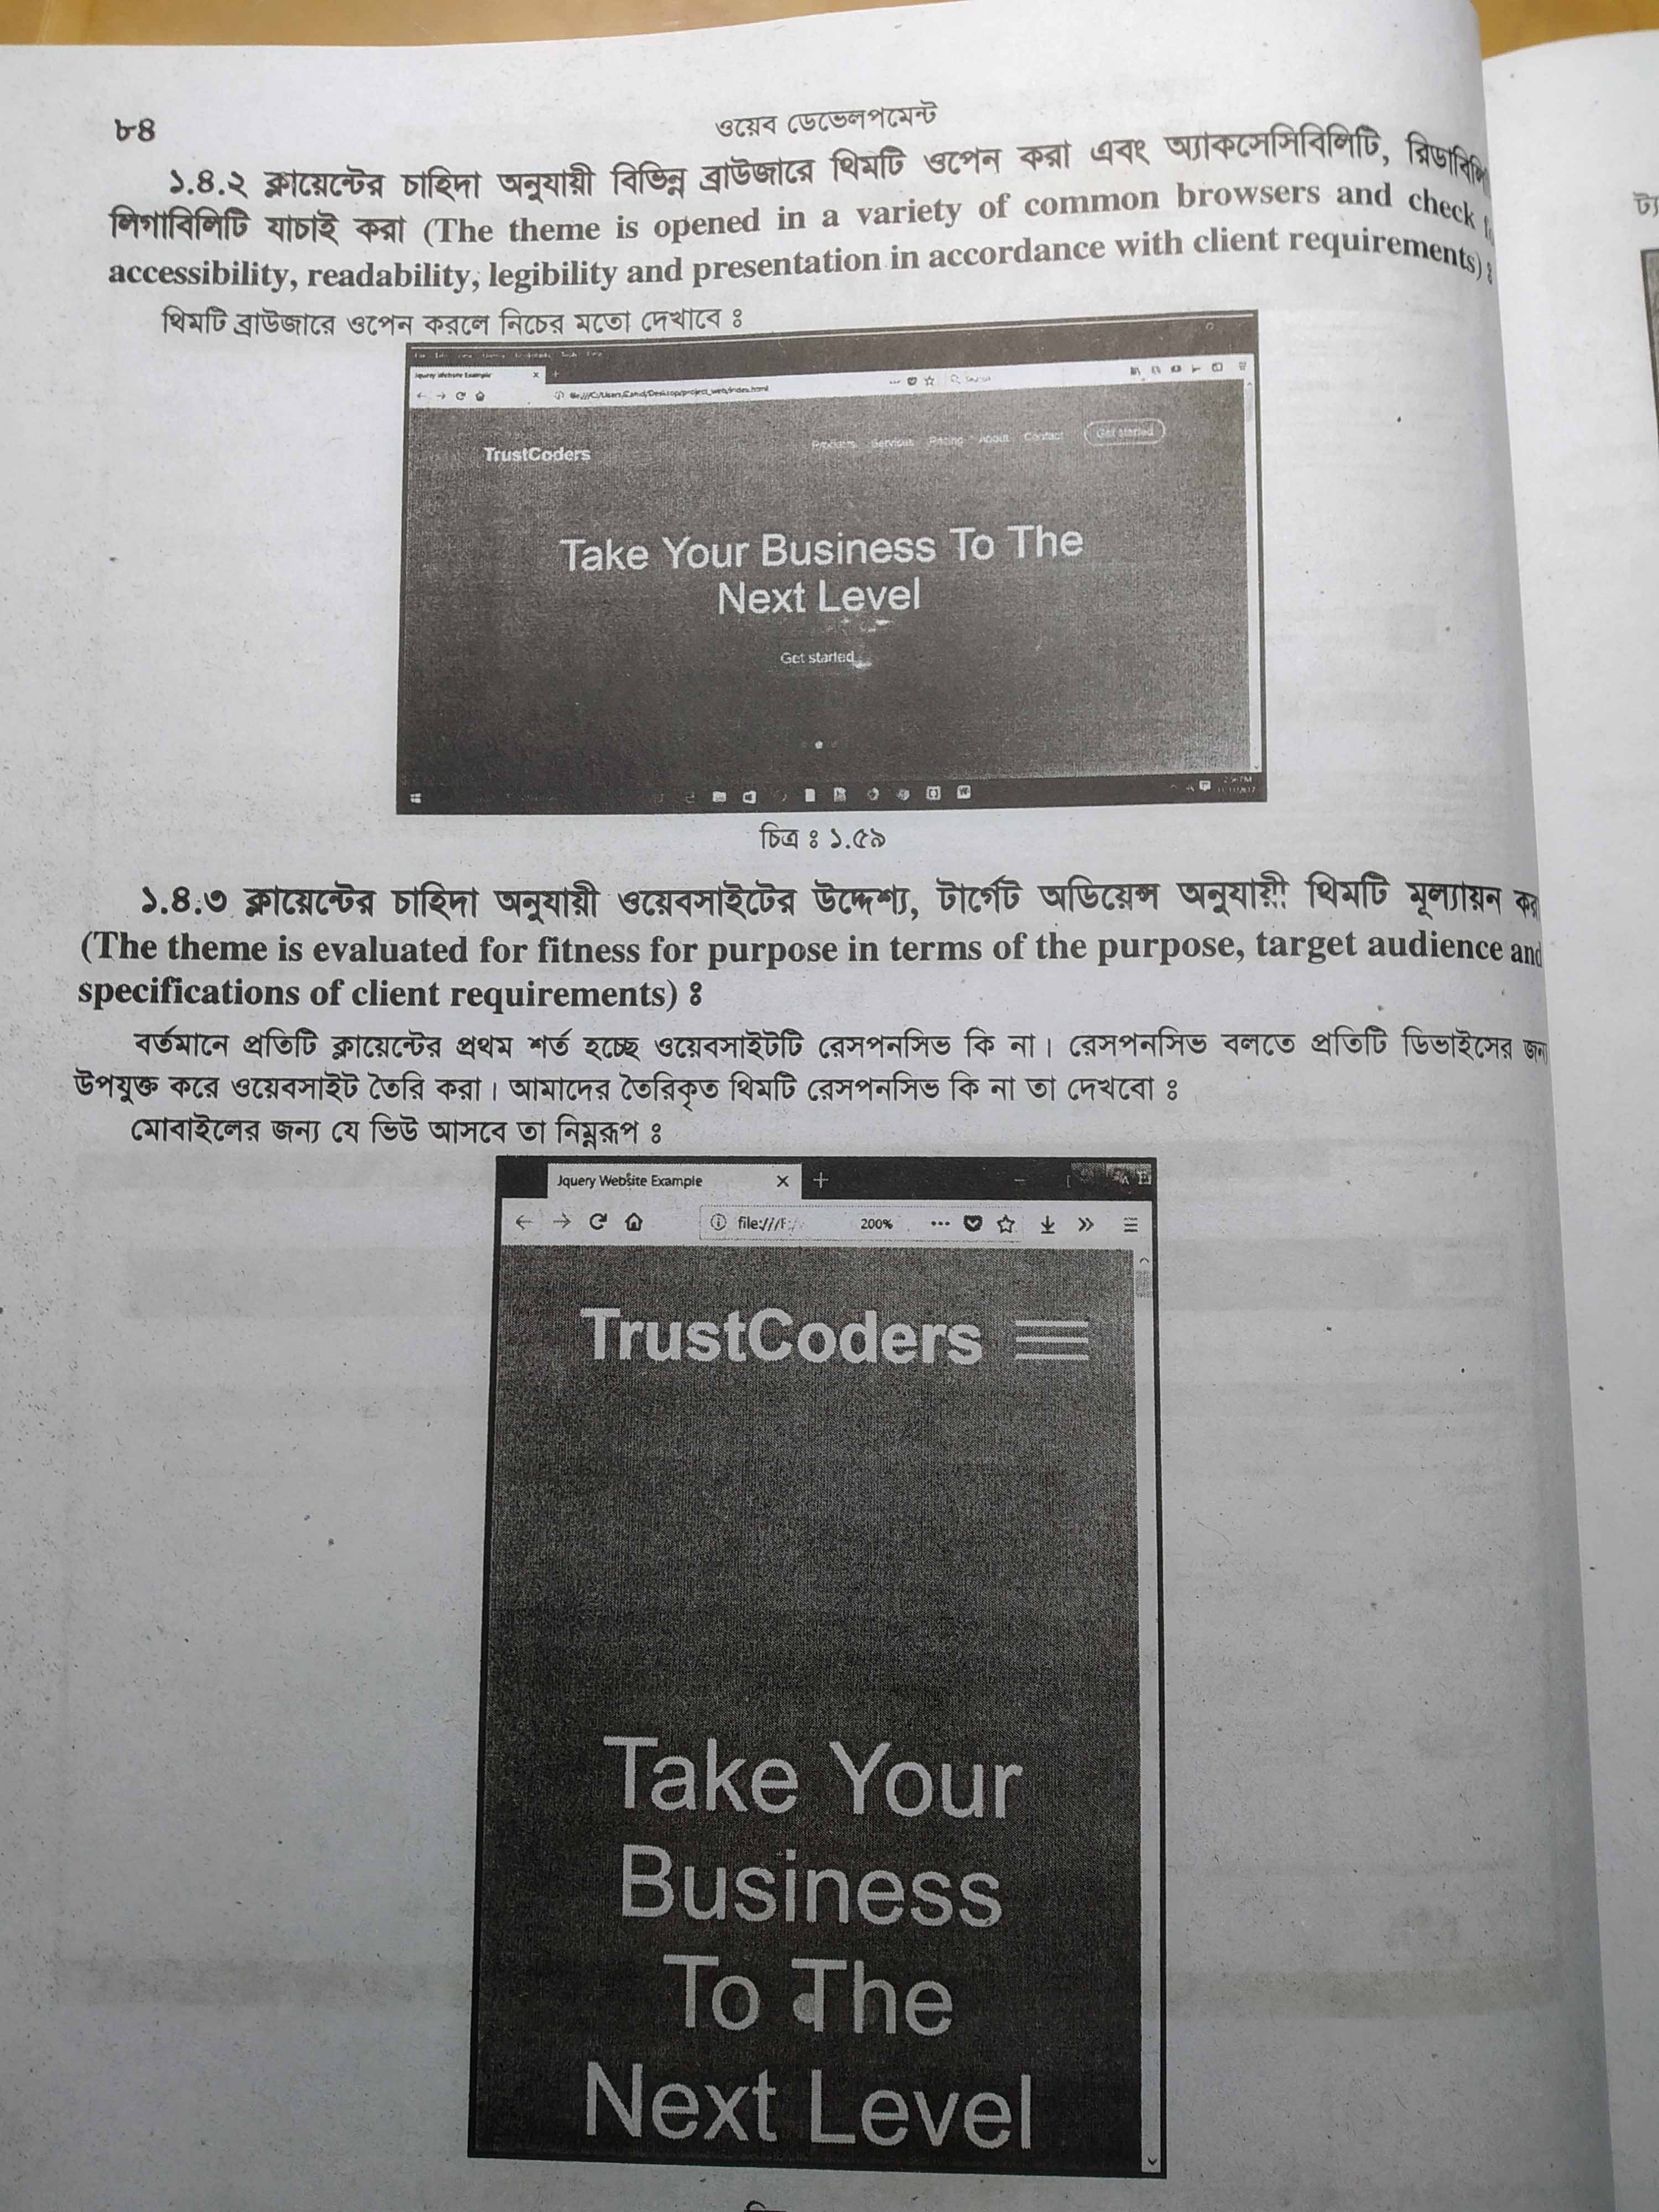 ৮৪
ওয়েব ডেভেলপমেন্ট
১.৪.২ ক্লায়েন্টের চাহিদা অনুযায়ী বিভিন্ন ব্রাউজারে থিমটি ওপেন করা এবং অ্যাকসেসিবিলিটি,
লিগাবিলিটি যাচাই করা (The theme is opened in a variety of common browsers and check
accessibility, readability, legibility and presentation in accordance with client requirements) ঃ
থিমটি ব্রাউজারে ওপেন করলে নিচের মতো দেখাবে ঃ
Jquery Website Example
file:///C:/Users/Zahid/Desktop/project_web/index.html
Search
TrustCoders
Products Services Pricing About Contact Get started
Take Your Business To The
Next Level
Get started
চিত্র ঃ ১.৫৯
১.৪.৩ ক্লায়েন্টের চাহিদা অনুযায়ী ওয়েবসাইটের উদ্দেশ্য, টার্গেট অডিয়েন্স অনুযায়ী থিমটি মূল্যায়ন
(The theme is evaluated for fitness for purpose in terms of the purpose, target audience and
specifications of client requirements) ঃ
বর্তমানে প্রতিটি ক্লায়েন্টের প্রথম শর্ত হচ্ছে ওয়েবসাইটটি রেসপনসিভ কি না। রেসপনসিভ বলতে প্রতিটি ডিভাইসের জন্য
উপযুক্ত করে ওয়েবসাইট তৈরি করা। আমাদের তৈরিকৃত থিমটি রেসপনসিভ কি না তা দেখবো ঃ
মোবাইলের জন্য যে ভিউ আসবে তা নিম্নরূপ ঃ
Jquery Website Example
file:///F:/ 200%
TrustCoders
Take Your
Business
To The
Next Level